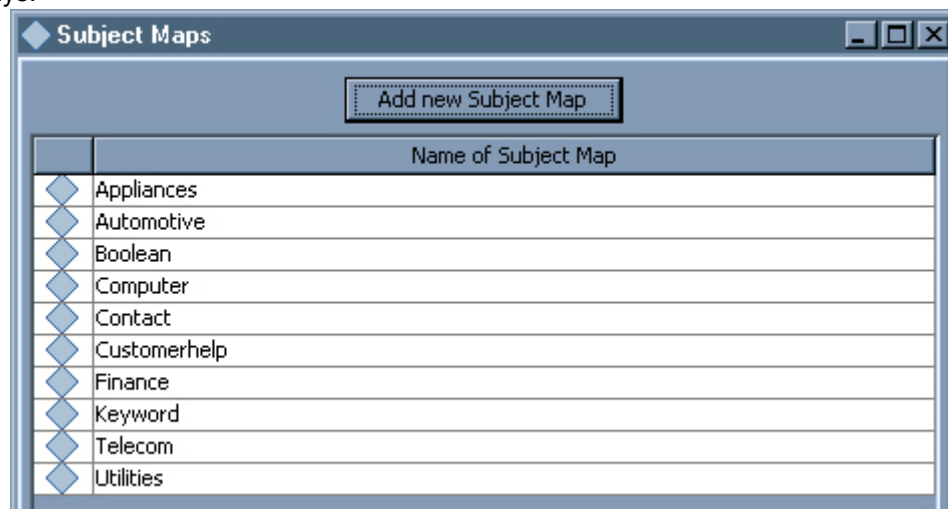 Subject Maps
Add new Subject Map
Name of Subject Map
Appliances
Automotive
Boolean
Computer
Contact
Customerhelp
Finance
Keyword
Telecom
Utilities